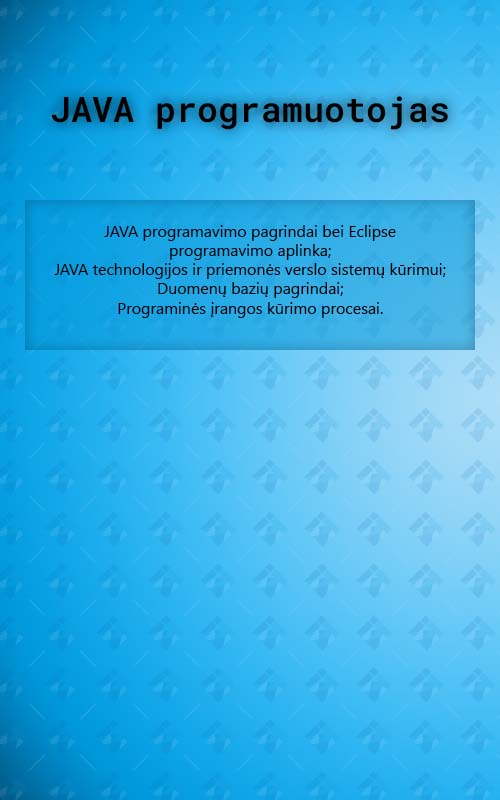 JAVA programuotojas
JAVA programavimo pagrindai bei Eclipse
programavimo aplinka;
JAVA technologijos ir priemonės verslo sistemų kūrimui;
Duomenų bazių pagrindai;
Programinės įrangos kūrimo procesai.